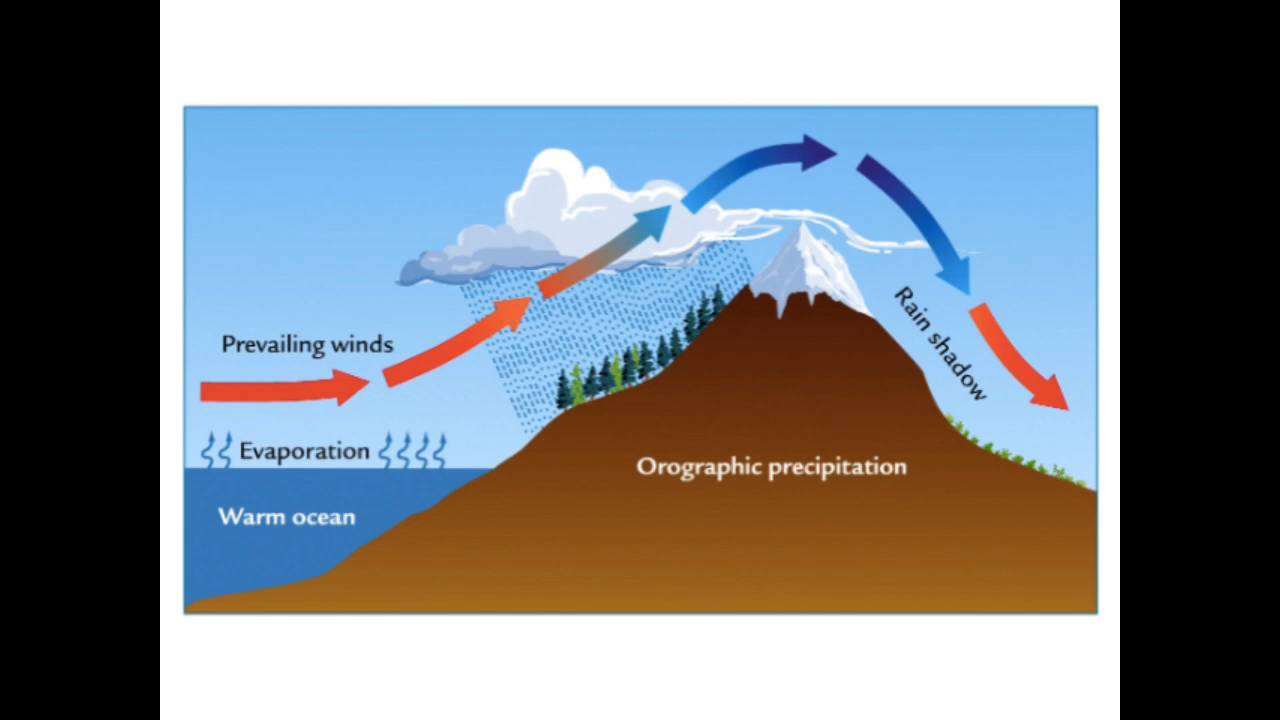 Prevailing winds
Evaporation
Warm ocean
Rain shadow
Orographic precipitation